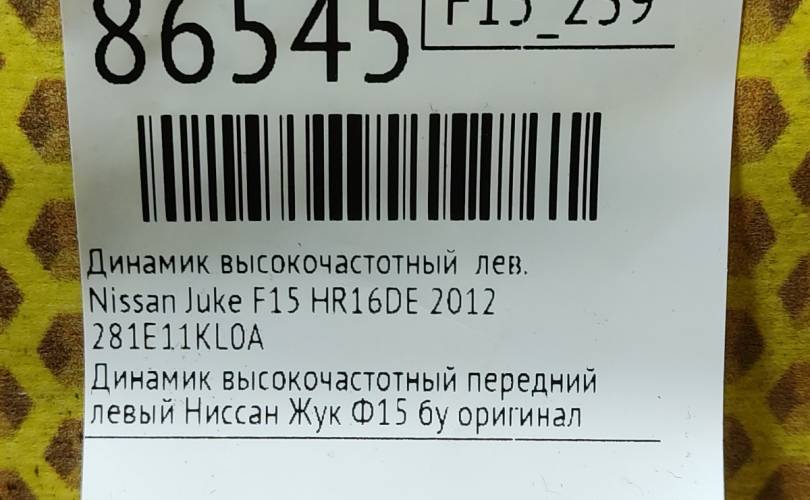 86545
F15_259
Динамик высокочастотный лев.
Nissan Juke F15 HR16DE 2012
281E11KL0A
Динамик высокочастотный передний
левый Ниссан Жук Ф15 бу оригинал